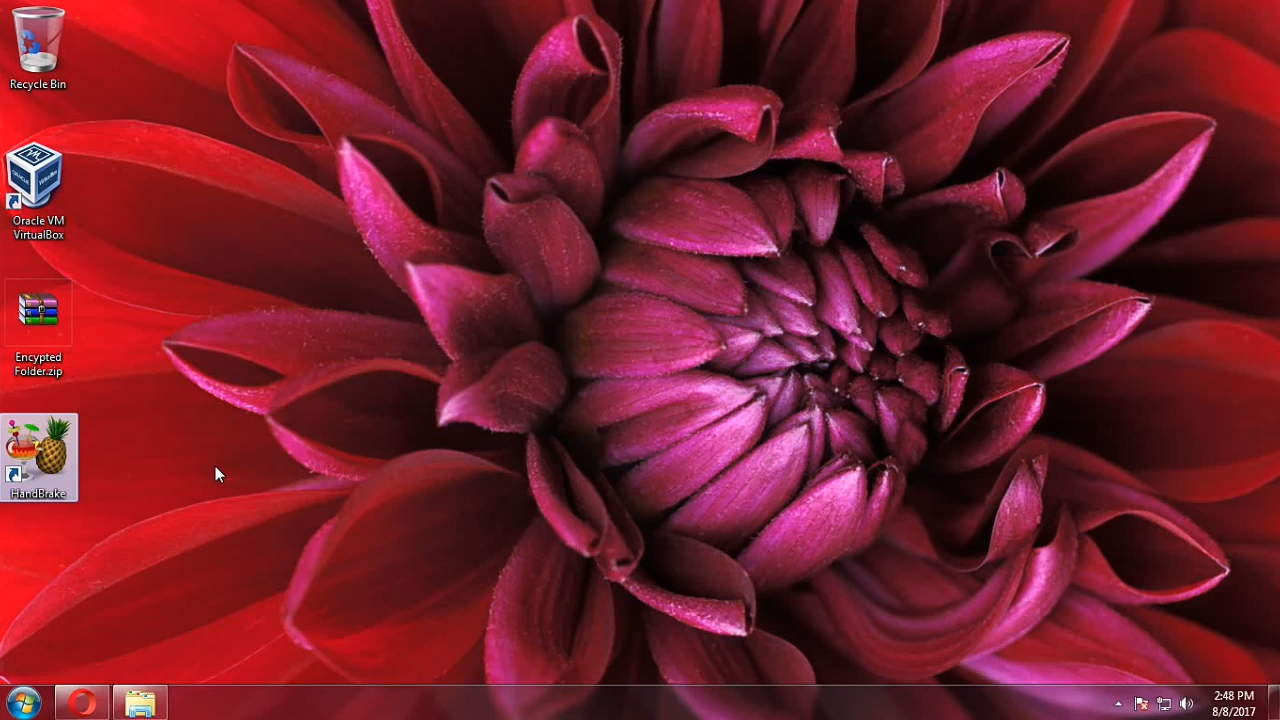 Recycle Bin
Oracle VM
VirtualBox
Encypted
Folder.zip
HandBrake
2:48 PM
8/8/2017